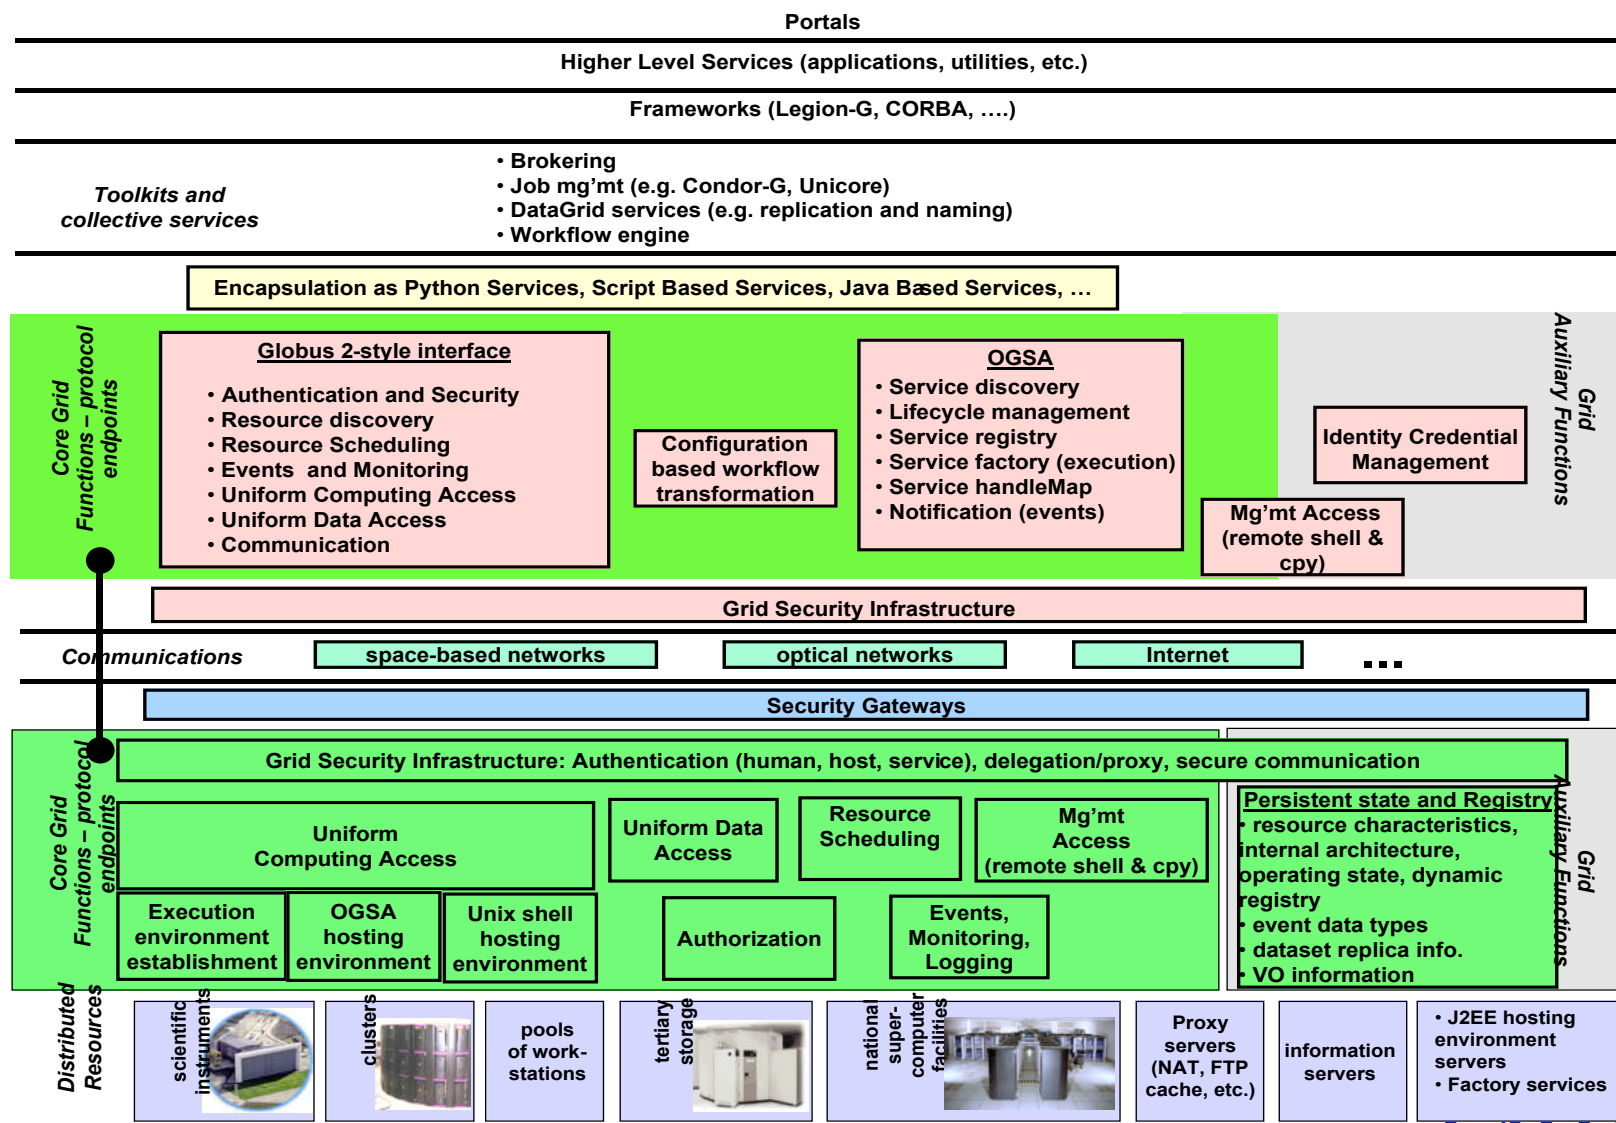 Portals
Higher Level Services (applications, utilities, etc.)
Frameworks (Legion-G, CORBA, ….)
Toolkits and
collective services
• Brokering
• Job mg'mt (e.g. Condor-G, Unicore)
• DataGrid services (e.g. replication and naming)
• Workflow engine
Encapsulation as Python Services, Script Based Services, Java Based Services, …
Core Grid
Functions – protocol
endpoints
Globus 2-style interface
• Authentication and Security
• Resource discovery
• Resource Scheduling
• Events and Monitoring
• Uniform Computing Access
• Uniform Data Access
• Communication
Configuration
based workflow
transformation
OGSA
• Service discovery
• Lifecycle management
• Service registry
• Service factory (execution)
• Service handleMap
• Notification (events)
Identity Credential
Management
Mg'mt Access
(remote shell &
cpy)
Grid
Auxiliary Functions
Grid Security Infrastructure
Communications
space-based networks
optical networks
Internet
...
Security Gateways
Core Grid
Functions – protocol
endpoints
Grid Security Infrastructure: Authentication (human, host, service), delegation/proxy, secure communication
Uniform
Computing Access
Uniform Data
Access
Resource
Scheduling
Mg'mt
Access
(remote shell & cpy)
Execution
environment
establishment
OGSA
hosting
environment
Unix shell
hosting
environment
Authorization
Events,
Monitoring,
Logging
Persistent state and Registry
• resource characteristics,
internal architecture,
operating state, dynamic
registry
• event data types
• dataset replica info.
• VO information
Grid
Auxiliary Functions
Distributed
Resources
scientific
instruments
clusters
pools
of work-
stations
tertiary
storage
national
super-
computer
facilities
Proxy
servers
(NAT, FTP
cache, etc.)
information
servers
• J2EE hosting
environment
servers
• Factory services